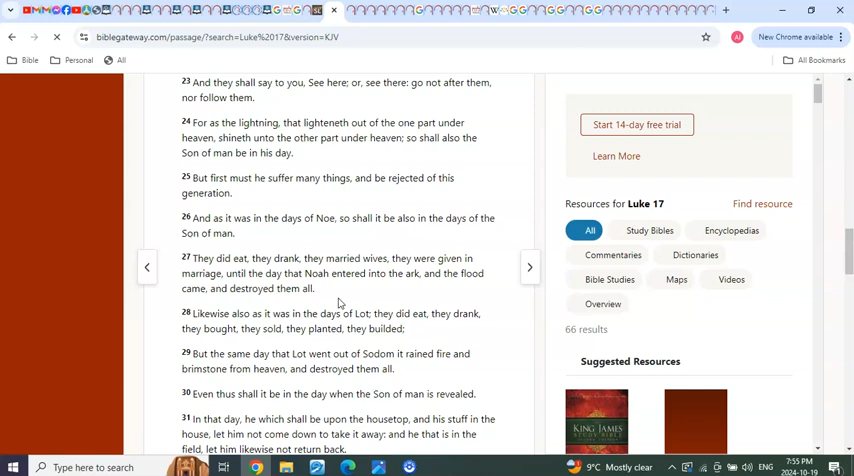 biblegateway.com/passage/?search=Luke%2017&version=KJV
AI
New Chrome available
Bible
Personal
All
All Bookmarks
23 And they shall say to you, See here; or, see there: go not after them,
nor follow them.
24 For as the lightning, that lighteneth out of the one part under
heaven, shineth unto the other part under heaven; so shall also the
Son of man be in his day.
25 But first must he suffer many things, and be rejected of this
generation.
26 And as it was in the days of Noe, so shall it be also in the days of the
Son of man.
27 They did eat, they drank, they married wives, they were given in
marriage, until the day that Noah entered into the ark, and the flood
came, and destroyed them all.
28 Likewise also as it was in the days of Lot; they did eat, they drank,
they bought, they sold, they planted, they builded;
29 But the same day that Lot went out of Sodom it rained fire and
brimstone from heaven, and destroyed them all.
30 Even thus shall it be in the day when the Son of man is revealed.
31 In that day, he which shall be upon the housetop, and his stuff in the
house, let him not come down to take it away: and he that is in the
field, let him likewise not return back.
Start 14-day free trial
Learn More
Resources for Luke 17
Find resource
All
Study Bibles
Encyclopedias
Commentaries
Dictionaries
Bible Studies
Maps
Videos
Overview
66 results
Suggested Resources
KING JAMES
STUDY BIBLE
Type here to search
9°C Mostly clear
ENG
7:55 PM
2024-10-19